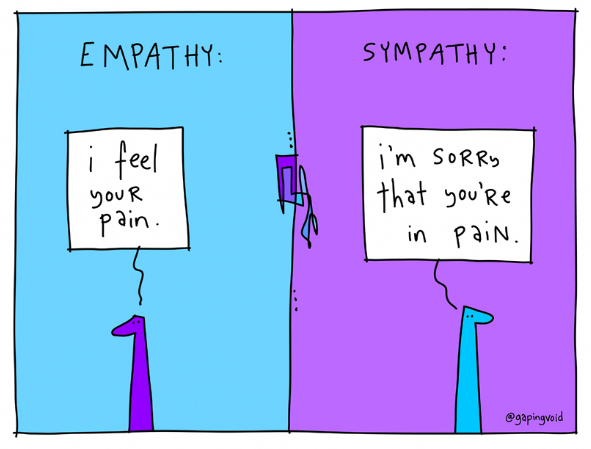 EMPATHY:
i feel
youR
pain.
SYMPATHY:
i'm SORRy
that you'Re
in paiN.
@gapingvoid